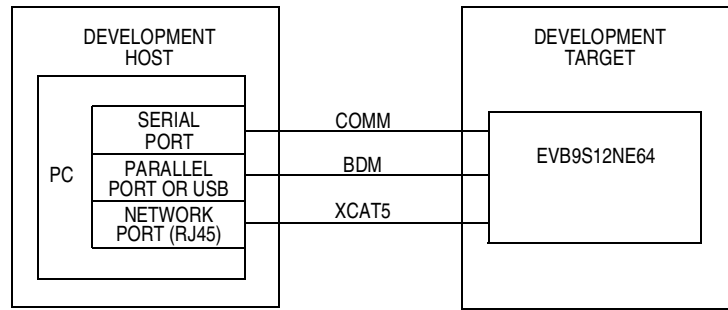 DEVELOPMENT
HOST
PC
SERIAL
PORT
PARALLEL
PORT OR USB
NETWORK
PORT (RJ45)
COMM
BDM
XCAT5
DEVELOPMENT
TARGET
EVB9S12NE64